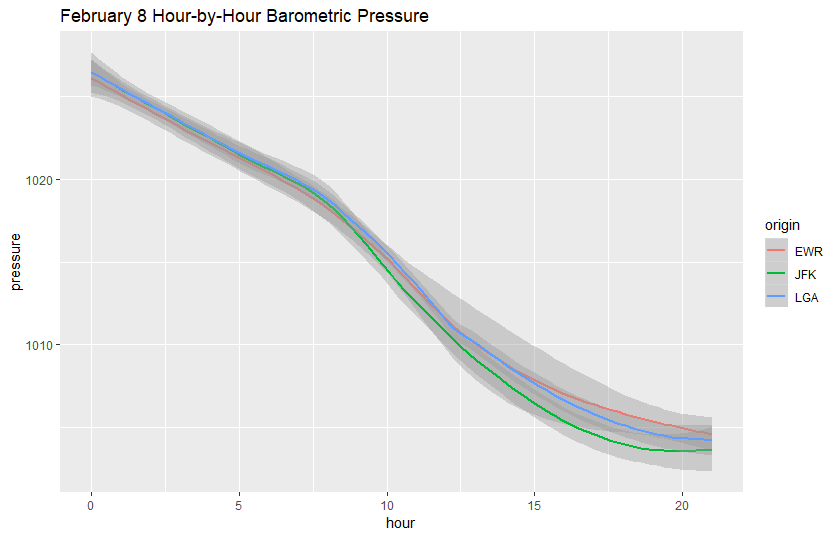 February 8 Hour-by-Hour Barometric Pressure
pressure
1020
1010
0 5 10 15 20
hour
origin
EWR
JFK
LGA